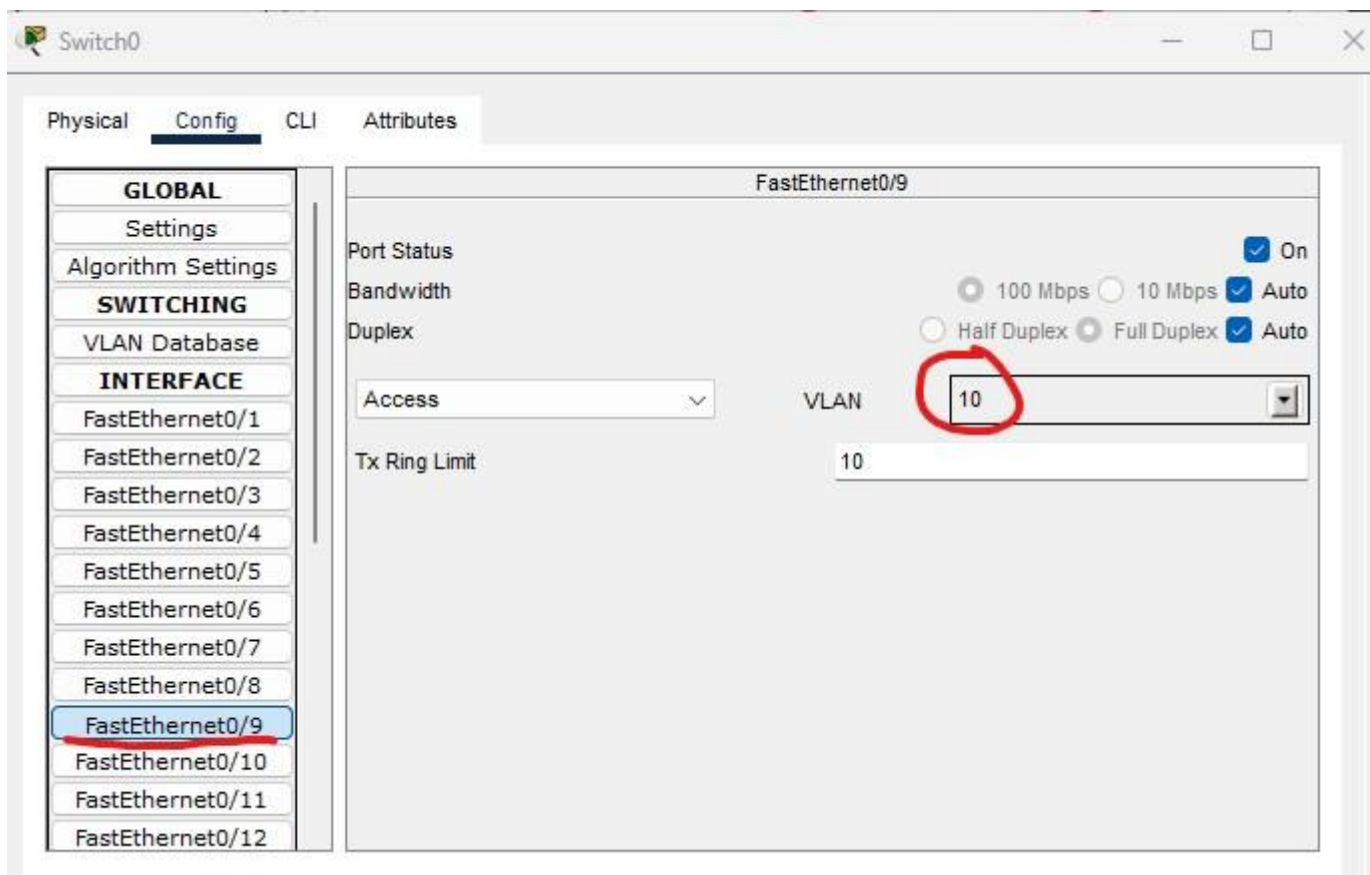 Switch0
Physical Config CLI Attributes
GLOBAL
Settings
Algorithm Settings
SWITCHING
VLAN Database
INTERFACE
FastEthernet0/1
FastEthernet0/2
FastEthernet0/3
FastEthernet0/4
FastEthernet0/5
FastEthernet0/6
FastEthernet0/7
FastEthernet0/8
FastEthernet0/9
FastEthernet0/10
FastEthernet0/11
FastEthernet0/12
FastEthernet0/9
Port Status On
Bandwidth 100 Mbps 10 Mbps Auto
Duplex Half Duplex Full Duplex Auto
Access VLAN 10
Tx Ring Limit 10